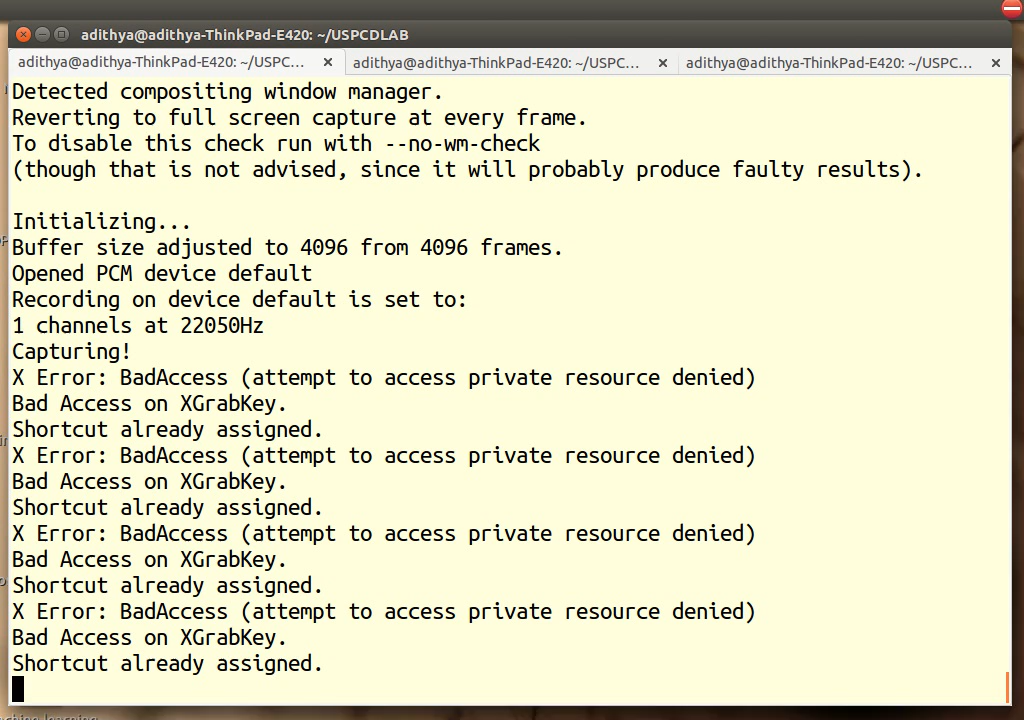 adithya@adithya-ThinkPad-E420: ~/USPCDLAB
adithya@adithya-ThinkPad-E420: ~/USPC... × adithya@adithya-ThinkPad-E420: ~/USPC... × adithya@adithya-ThinkPad-E420: ~/USPC... ×
Detected compositing window manager.
Reverting to full screen capture at every frame.
To disable this check run with --no-wm-check
(though that is not advised, since it will probably produce faulty results).
Initializing...
Buffer size adjusted to 4096 from 4096 frames.
Opened PCM device default
Recording on device default is set to:
1 channels at 22050Hz
Capturing!
X Error: BadAccess (attempt to access private resource denied)
Bad Access on XGrabKey.
Shortcut already assigned.
X Error: BadAccess (attempt to access private resource denied)
Bad Access on XGrabKey.
Shortcut already assigned.
X Error: BadAccess (attempt to access private resource denied)
Bad Access on XGrabKey.
Shortcut already assigned.
X Error: BadAccess (attempt to access private resource denied)
Bad Access on XGrabKey.
Shortcut already assigned.